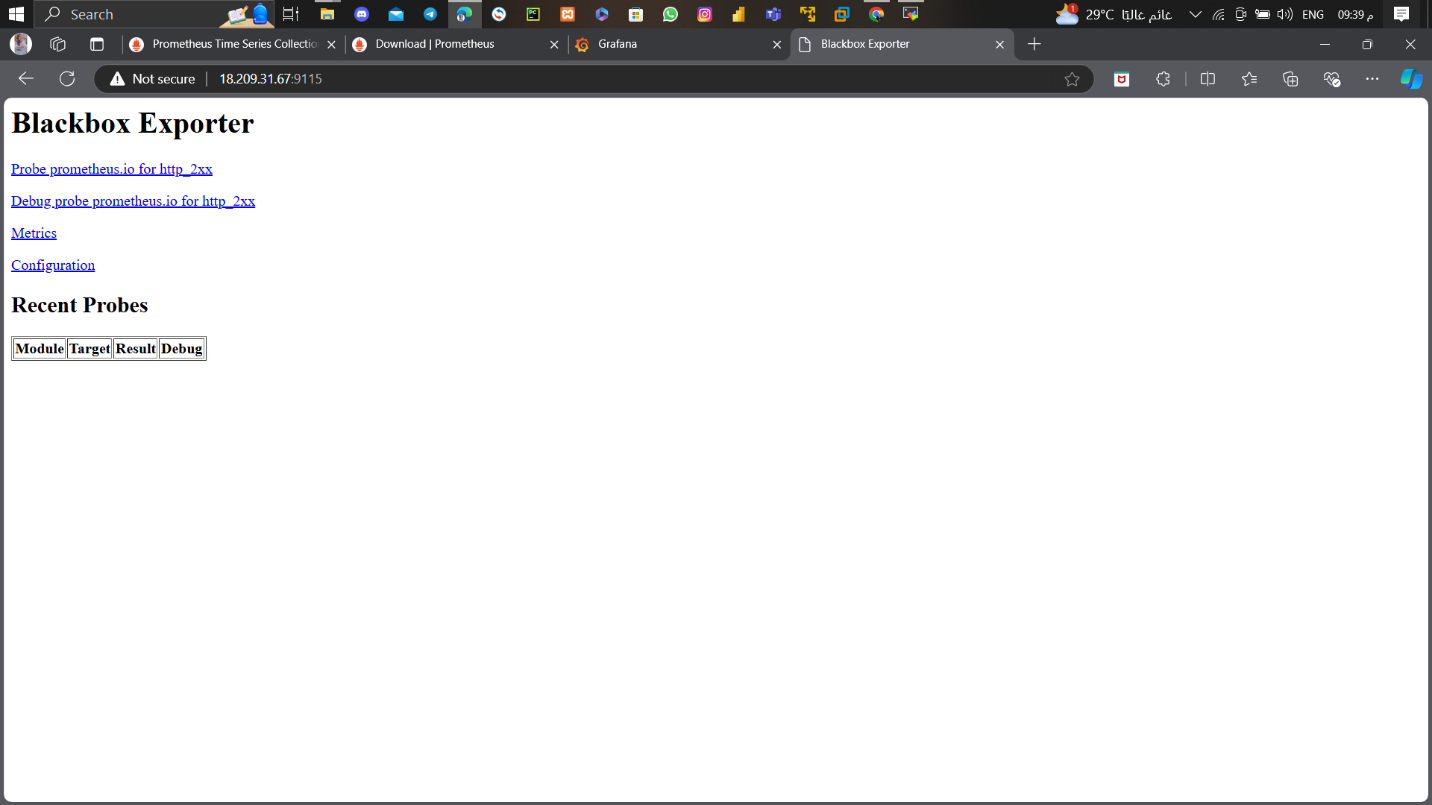 Search
29°C غائم غالبًا
ENG
09:39 م
Prometheus Time Series Collectio
Download | Prometheus
Grafana
Blackbox Exporter
Not secure
18.209.31.67:9115
Blackbox Exporter
Probe prometheus.io for http_2xx
Debug probe prometheus.io for http_2xx
Metrics
Configuration
Recent Probes
Module Target Result Debug